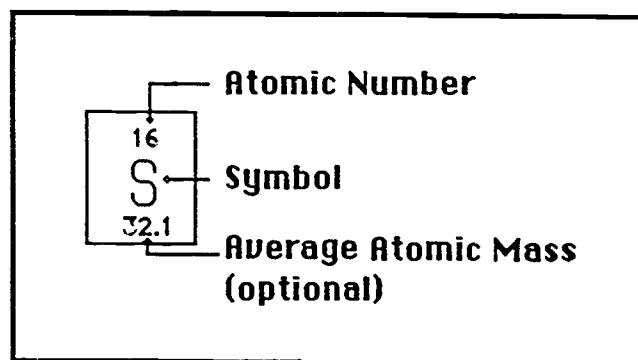 Atomic Number
16
S
Symbol
32.1
Average Atomic Mass
(optional)